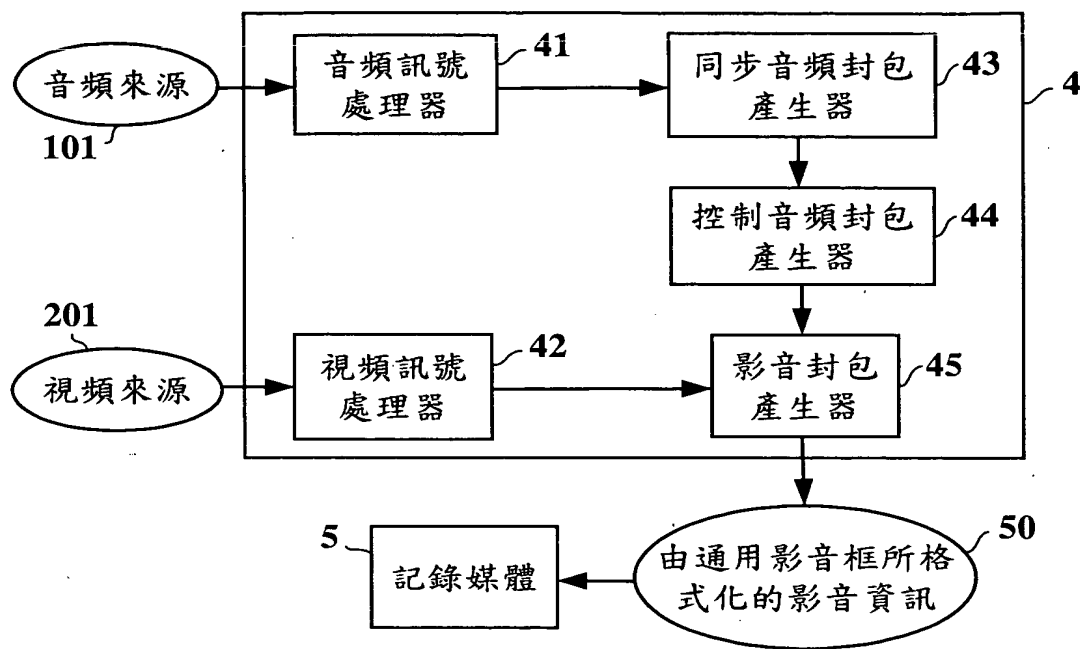 音頻來源
101
音頻訊號
處理器
41
同步音頻封包
產生器
43
4
控制音頻封包
產生器
44
201
視頻來源
視頻訊號
處理器
42
影音封包
產生器
45
5
記錄媒體
由通用影音框所格
式化的影音資訊
50